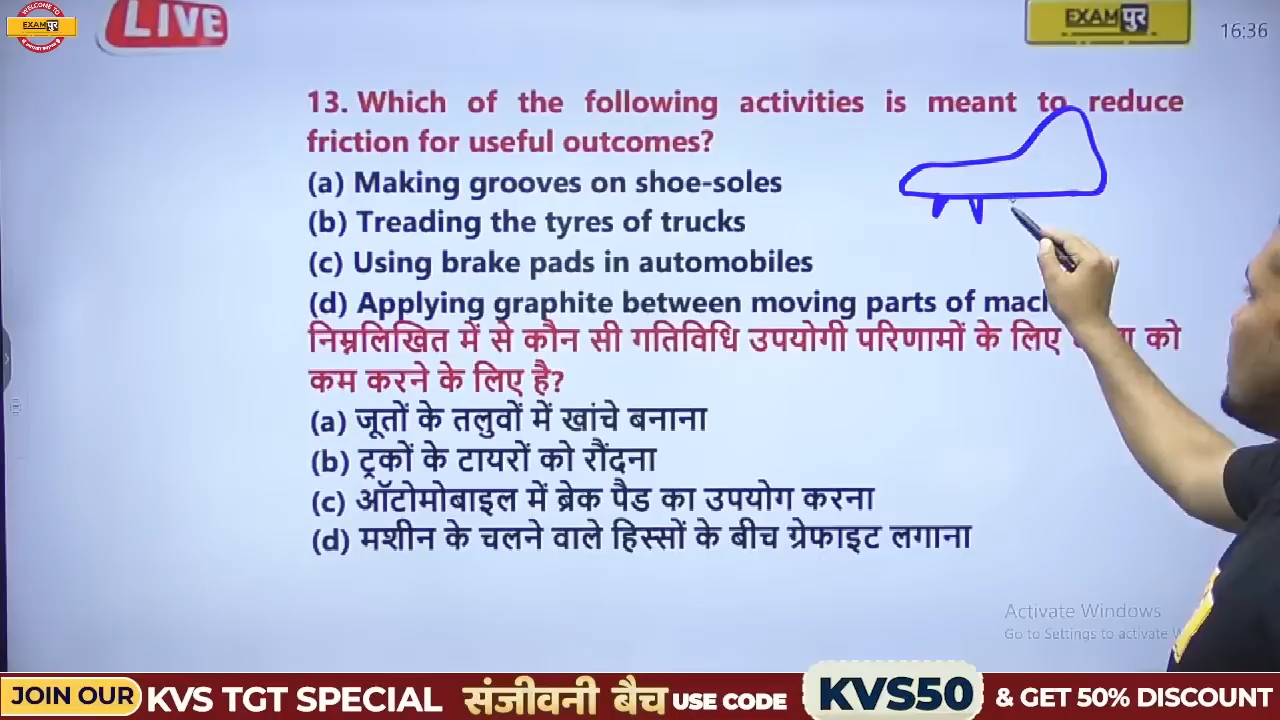 WELCOME TO
EXAMपुर
LIVE
EXAMपुर
16:36
13. Which of the following activities is meant to reduce
friction for useful outcomes?
(a) Making grooves on shoe-soles
(b) Treading the tyres of trucks
(c) Using brake pads in automobiles
(d) Applying graphite between moving parts of
निम्नलिखित में से कौन सी गतिविधि उपयोगी परिणामों के लिए को
कम करने के लिए है?
(a) जूतों के तलुवों में खांचे बनाना
(b) ट्रकों के टायरों को रौंदना
(c) ऑटोमोबाइल में ब्रेक पैड का उपयोग करना
(d) मशीन के चलने वाले हिस्सों के बीच ग्रेफाइट लगाना
Activate Windows
Go to Settings to activate
JOIN OUR KVS TGT SPECIAL संजीवनी बैच USE CODE KVS50 & GET 50% DISCOUNT